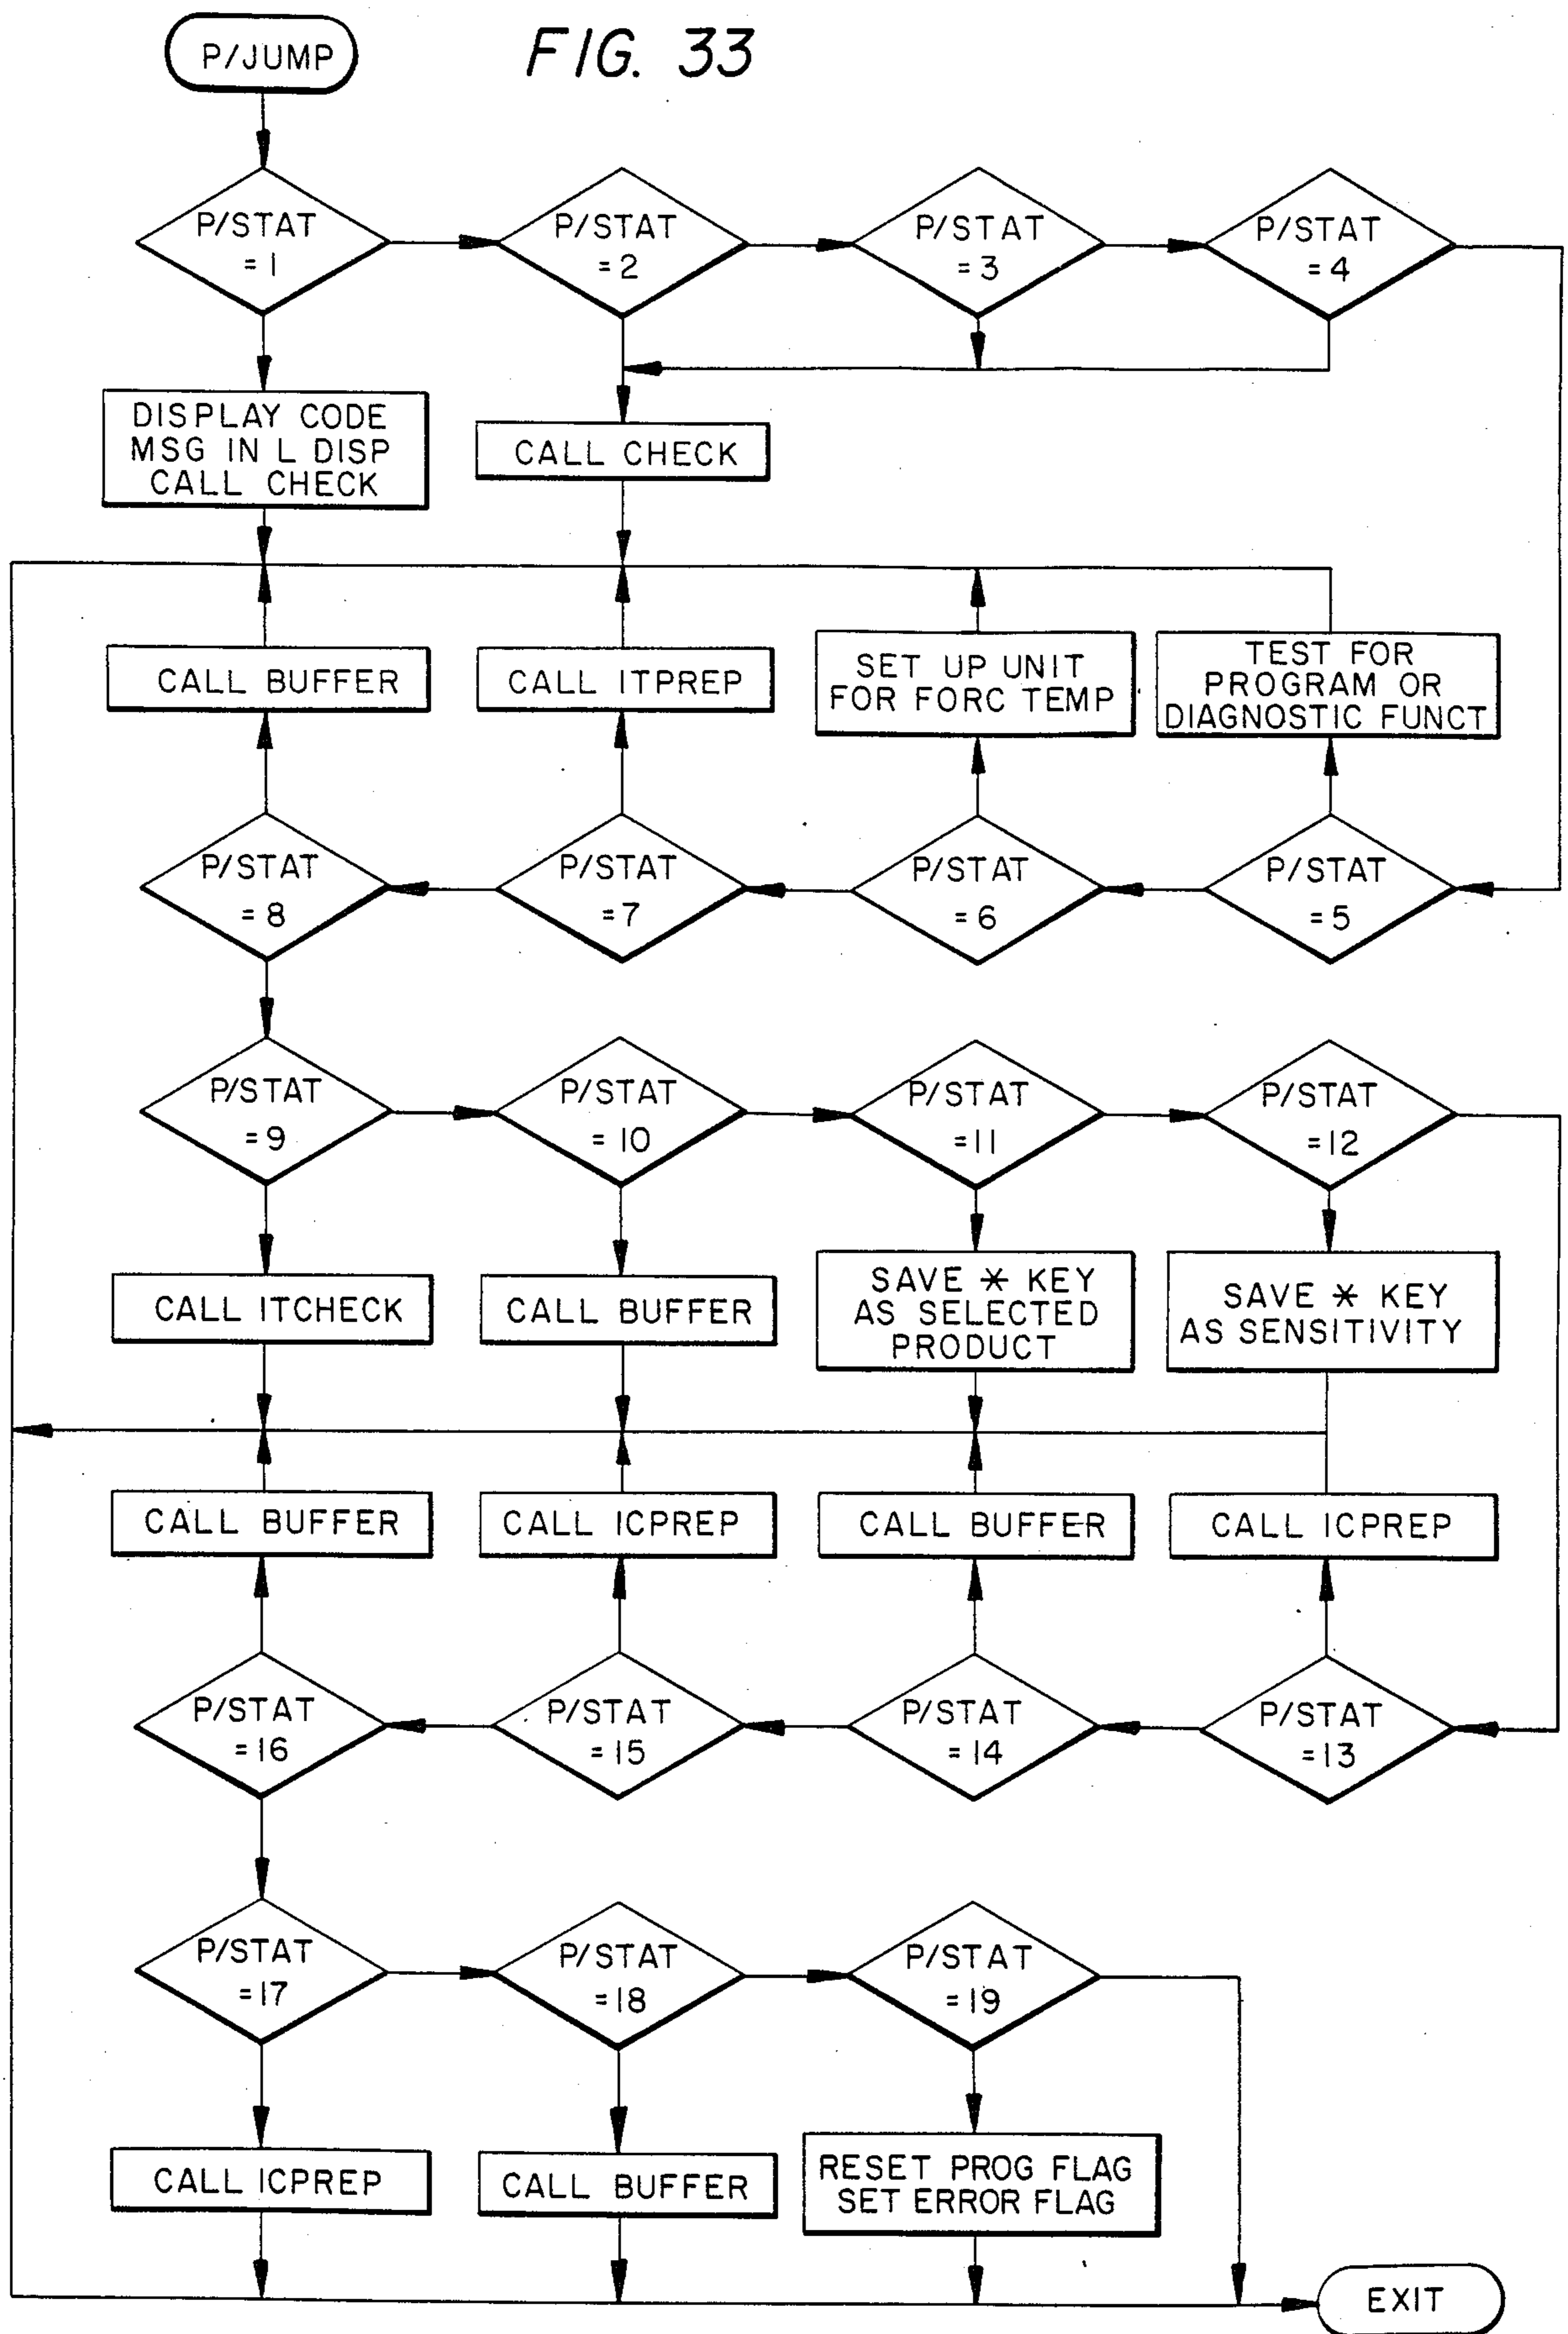 P/JUMP
FIG. 33
P/STAT
= 1
P/STAT
= 2
P/STAT
= 3
P/STAT
= 4
DISPLAY CODE
MSG IN L DISP
CALL CHECK
CALL CHECK
CALL BUFFER
CALL ITPREP
SET UP UNIT
FOR FORC TEMP
TEST FOR
PROGRAM OR
DIAGNOSTIC FUNCT
P/STAT
= 8
P/STAT
= 7
P/STAT
= 6
P/STAT
= 5
P/STAT
= 9
P/STAT
= 10
P/STAT
= 11
P/STAT
= 12
CALL ITCHECK
CALL BUFFER
SAVE * KEY
AS SELECTED
PRODUCT
SAVE * KEY
AS SENSITIVITY
CALL BUFFER
CALL ICPREP
CALL BUFFER
CALL ICPREP
P/STAT
= 16
P/STAT
= 15
P/STAT
= 14
P/STAT
= 13
P/STAT
= 17
P/STAT
= 18
P/STAT
= 19
CALL ICPREP
CALL BUFFER
RESET PROG FLAG
SET ERROR FLAG
EXIT